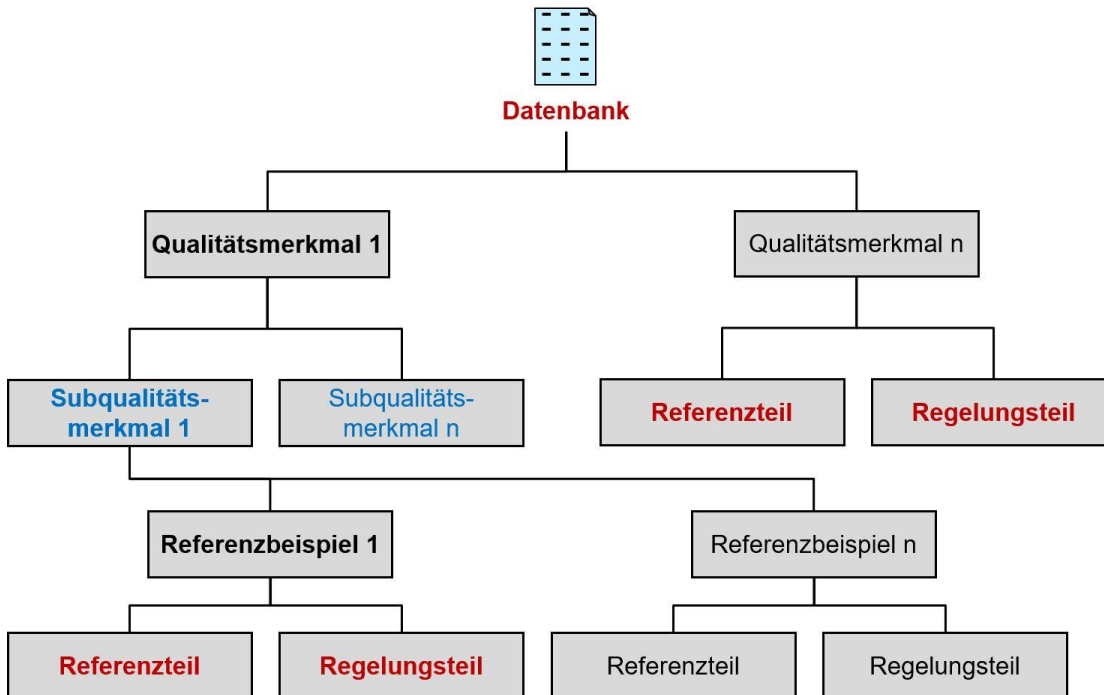 Datenbank
Qualitätsmerkmal 1
Qualitätsmerkmal n
Subqualitäts-
merkmal 1
Subqualitäts-
merkmal n
Referenzteil
Regelungsteil
Referenzbeispiel 1
Referenzbeispiel n
Referenzteil
Regelungsteil
Referenzteil
Regelungsteil